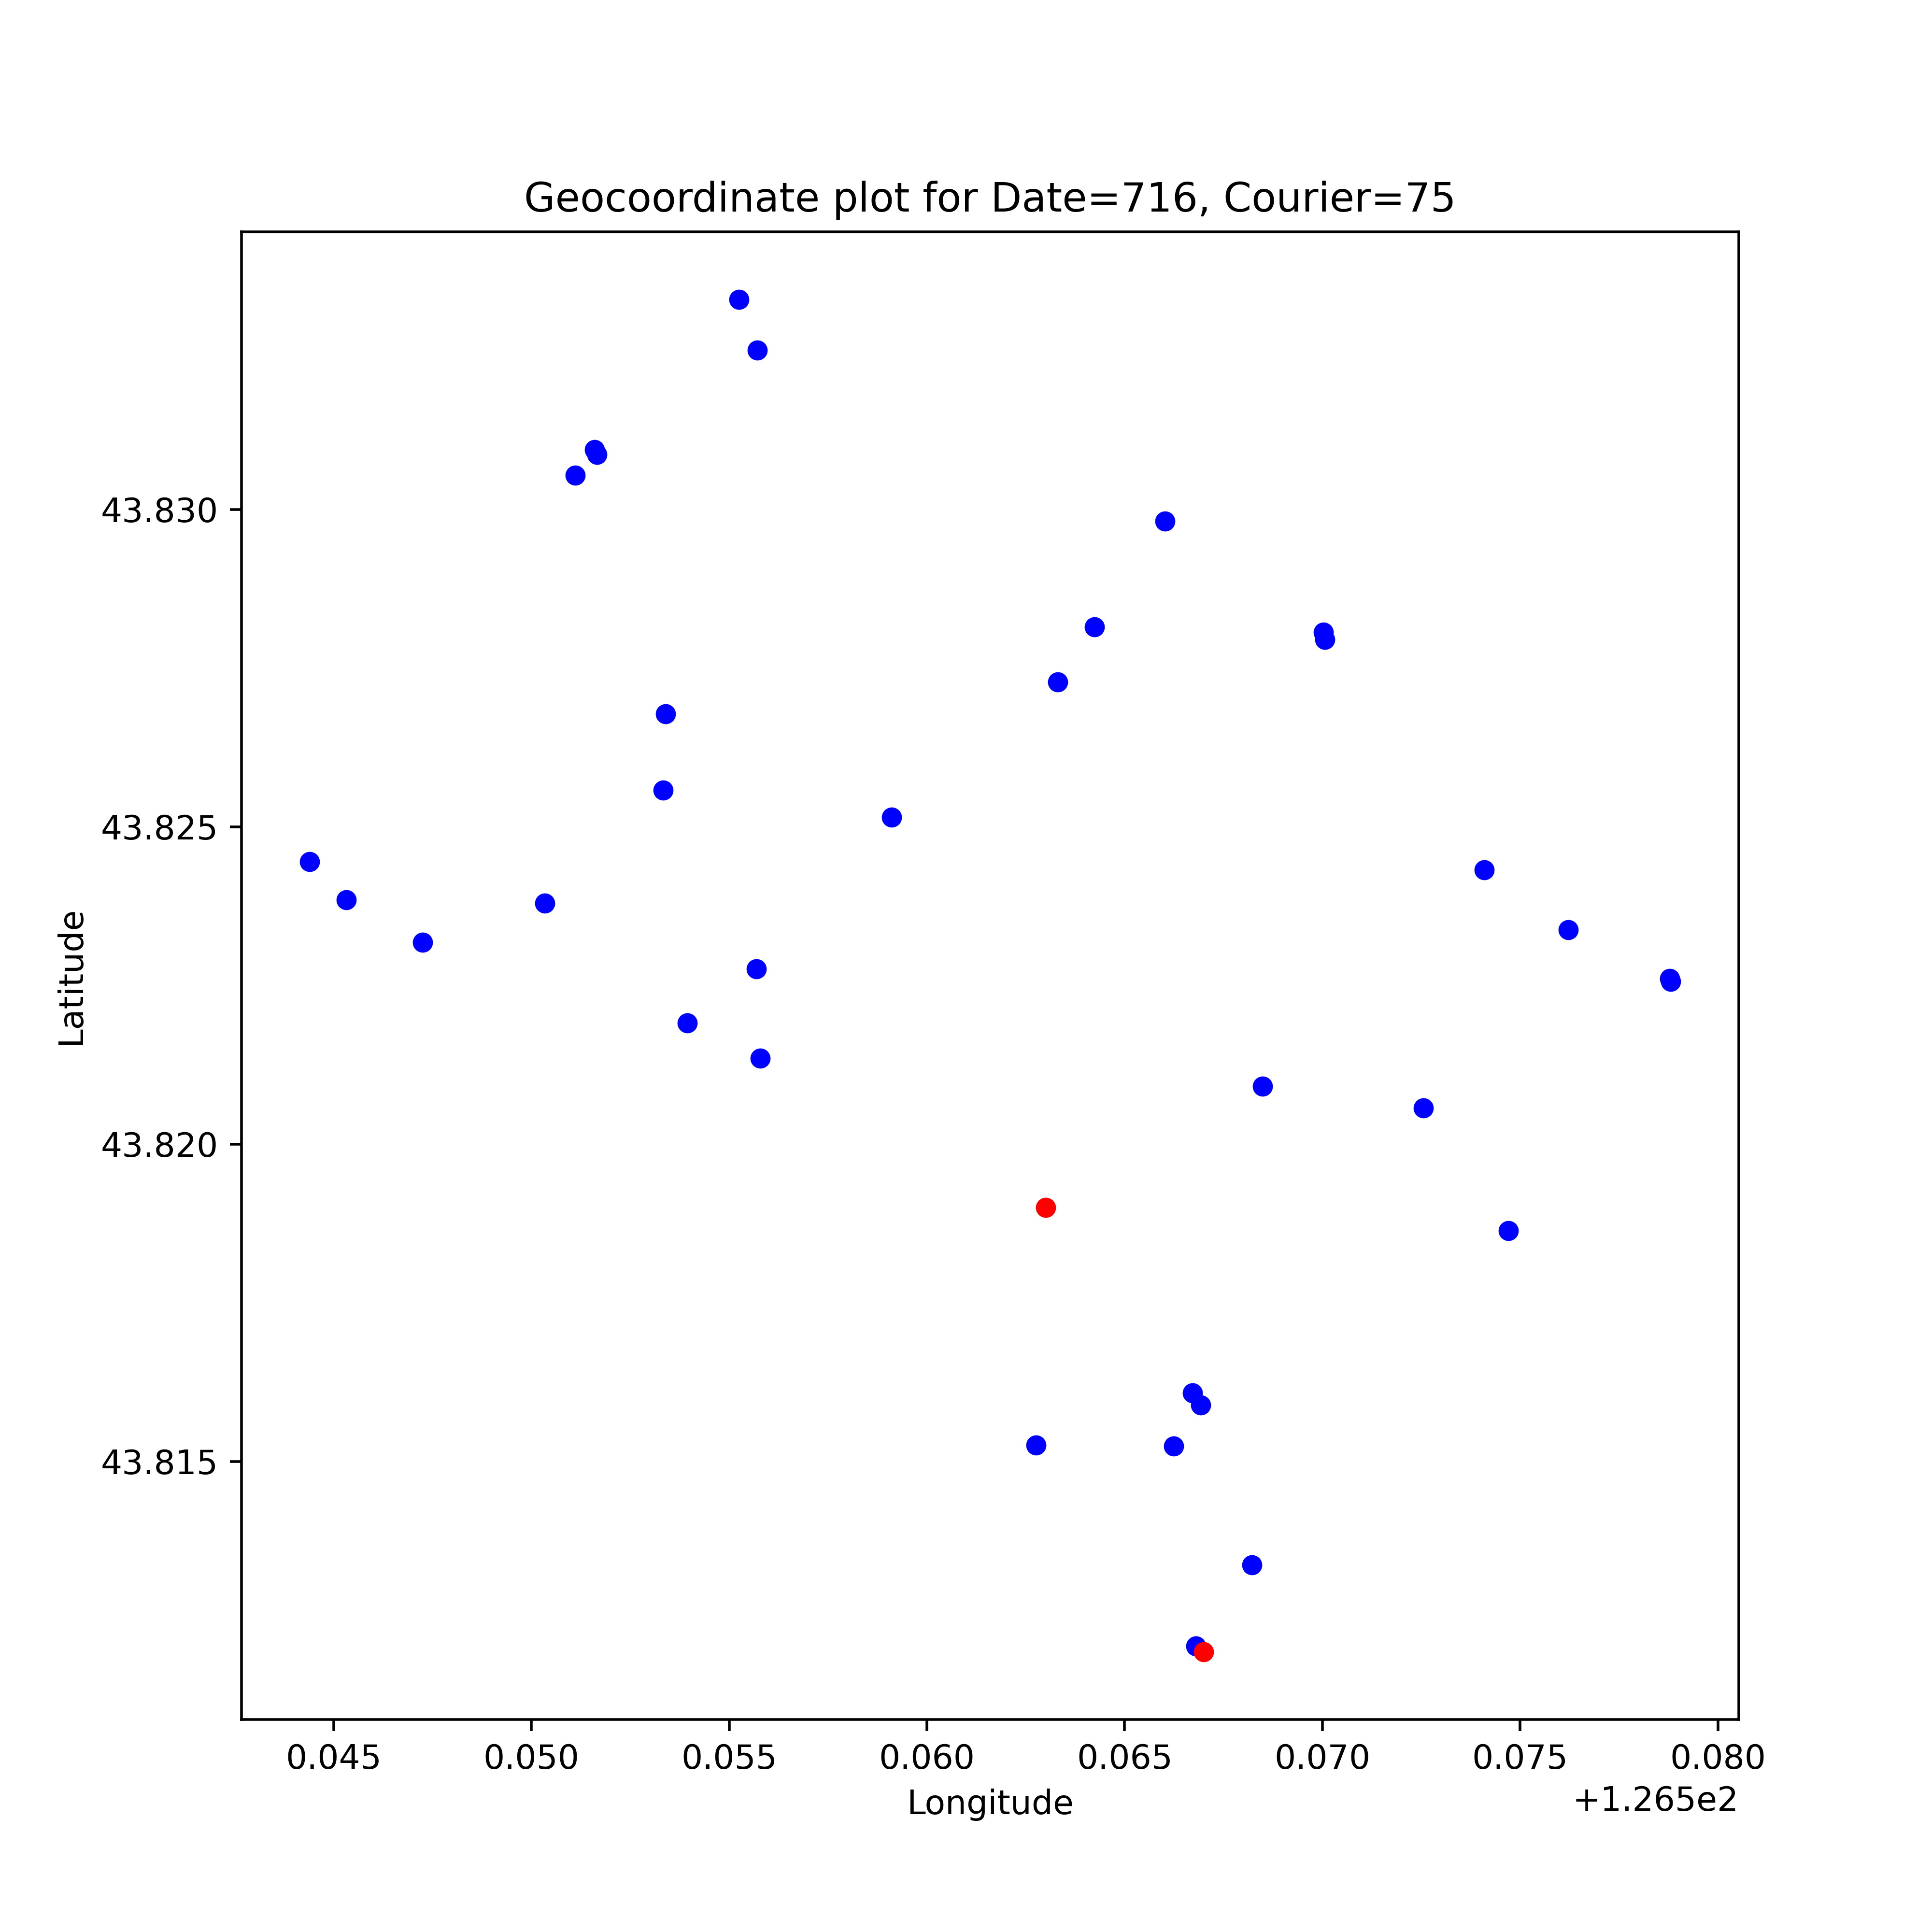 Geocoordinate plot for Date=716, Courier=75
43.830
43.825
43.820
43.815
Latitude
0.045 0.050 0.055 0.060 0.065 0.070 0.075 0.080
Longitude
+1.265e2